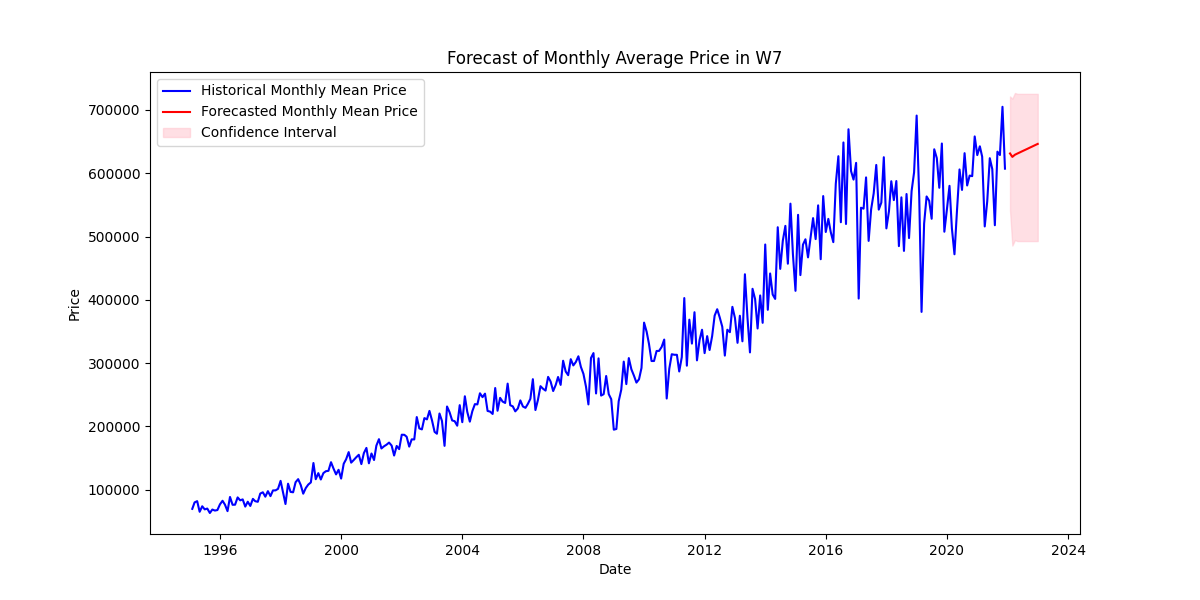 Forecast of Monthly Average Price in W7
Historical Monthly Mean Price
Forecasted Monthly Mean Price
Confidence Interval
700000
600000
500000
400000
300000
200000
100000
Price
1996 2000 2004 2008 2012 2016 2020 2024
Date